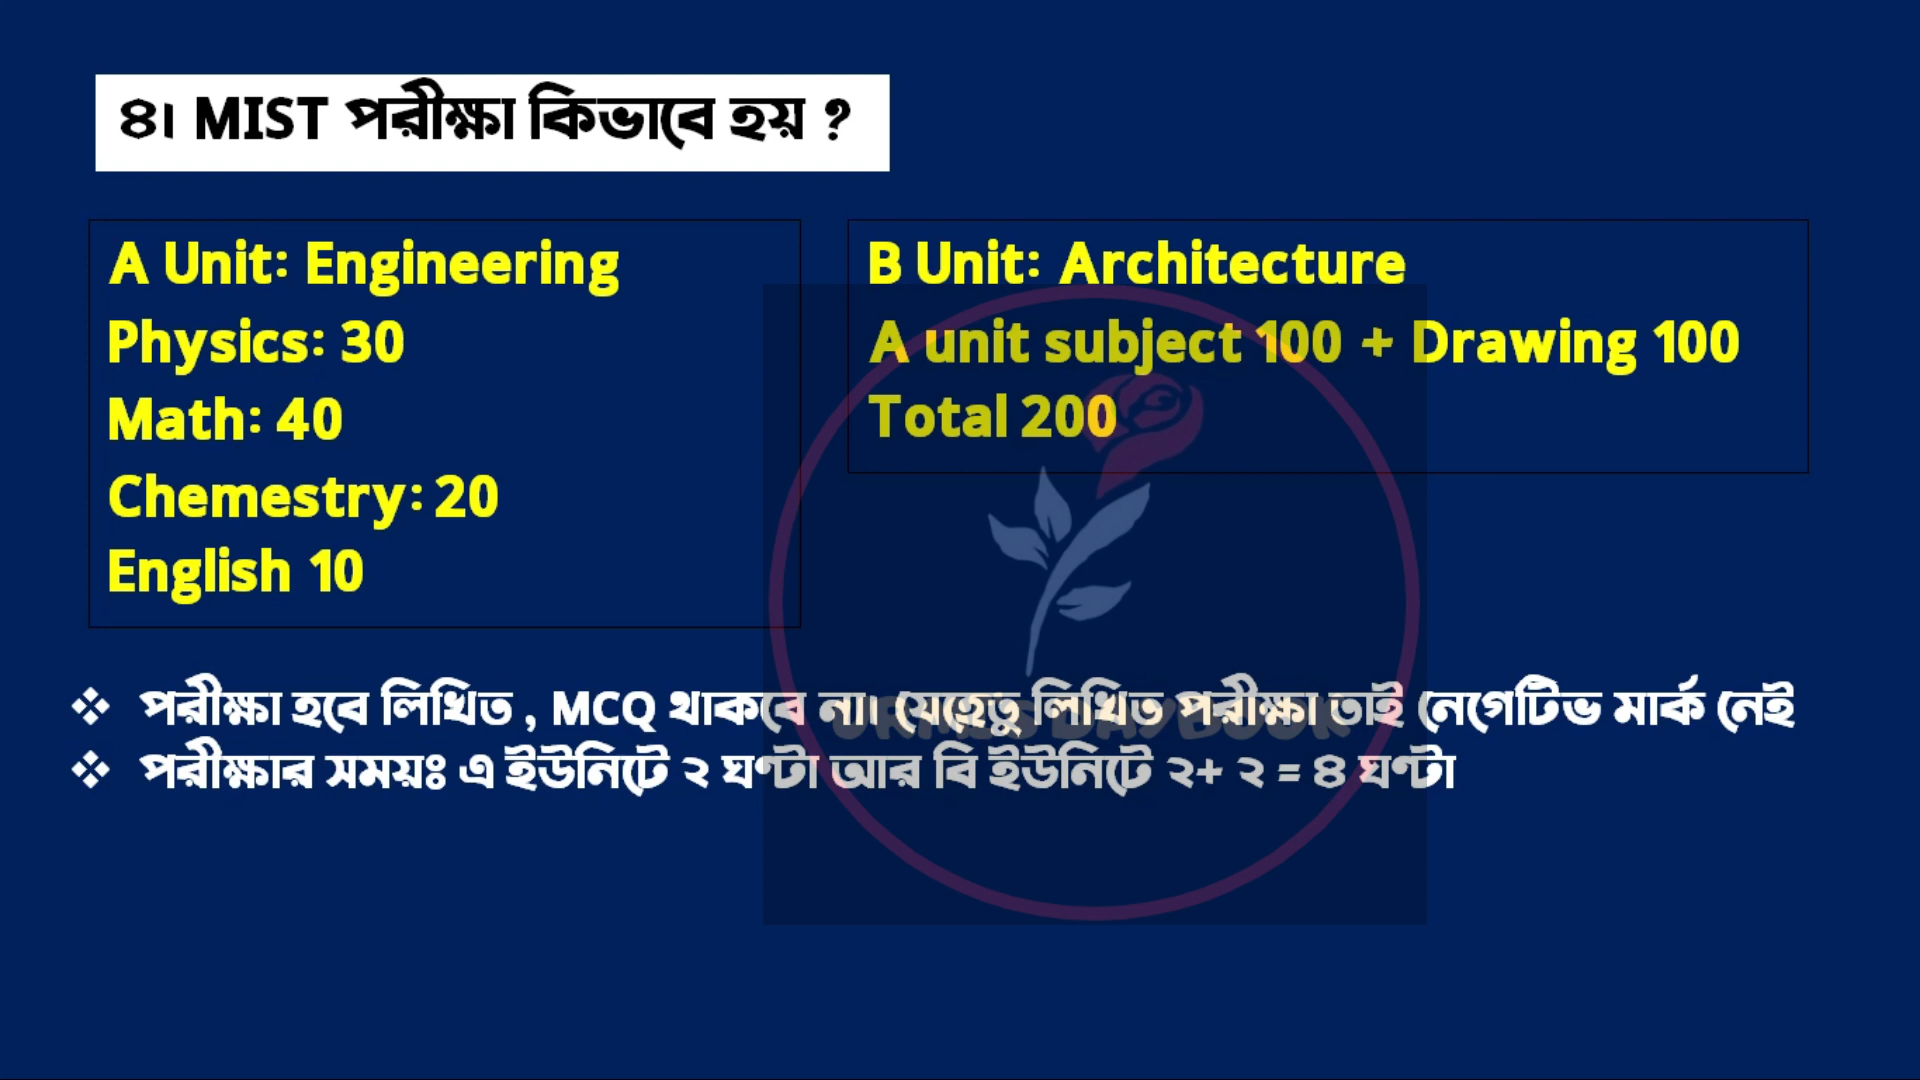 ৪। MIST পরীক্ষা কিভাবে হয় ?
A Unit: Engineering
Physics: 30
Math: 40
Chemestry: 20
English 10
B Unit: Architecture
A unit subject 100 + Drawing 100
Total 200
❖ পরীক্ষা হবে লিখিত , MCQ থাকবে না। যেহেতু লিখিত পরীক্ষা তাই নেগেটিভ মার্ক নেই
❖ পরীক্ষার সময়ঃ এ ইউনিটে ২ ঘণ্টা আর বি ইউনিটে ২+ ২ = ৪ ঘণ্টা